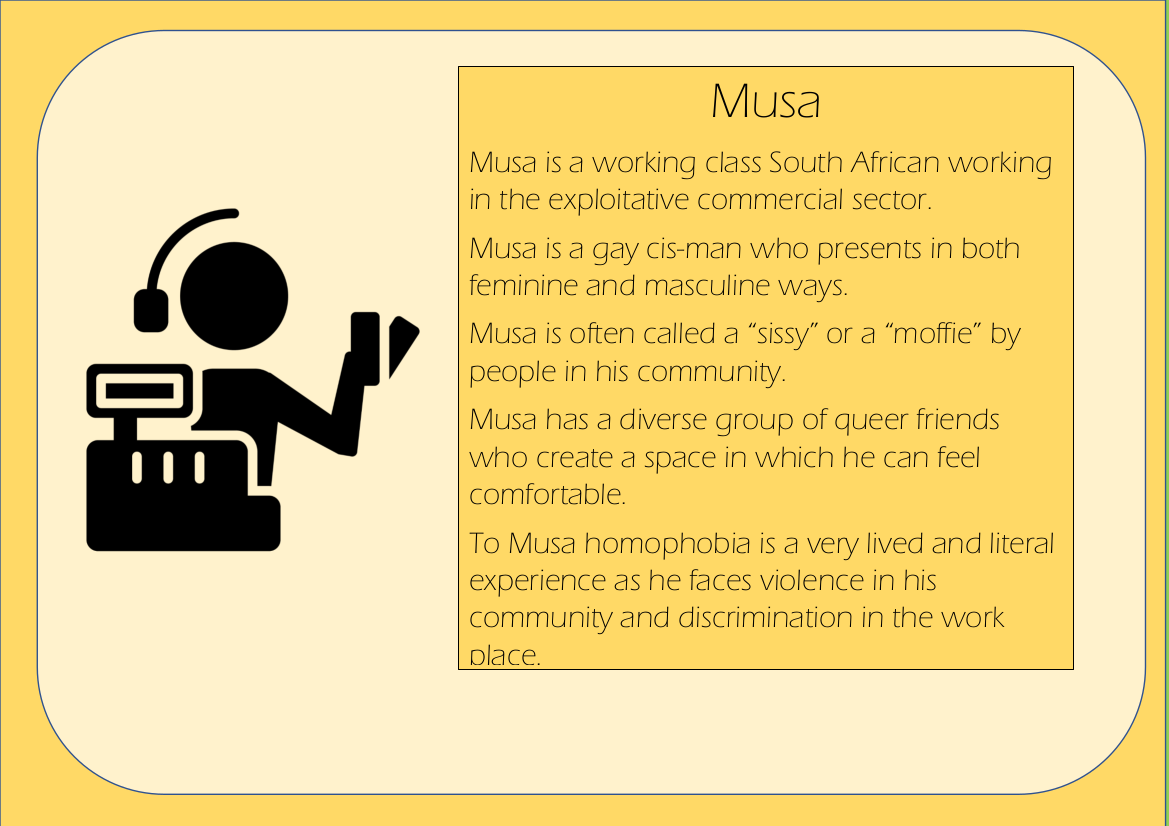 Musa
Musa is a working class South African working
in the exploitative commercial sector.
Musa is a gay cis-man who presents in both
feminine and masculine ways.
Musa is often called a “sissy” or a “moffie” by
people in his community.
Musa has a diverse group of queer friends
who create a space in which he can feel
comfortable.
To Musa homophobia is a very lived and literal
experience as he faces violence in his
community and discrimination in the work
place.